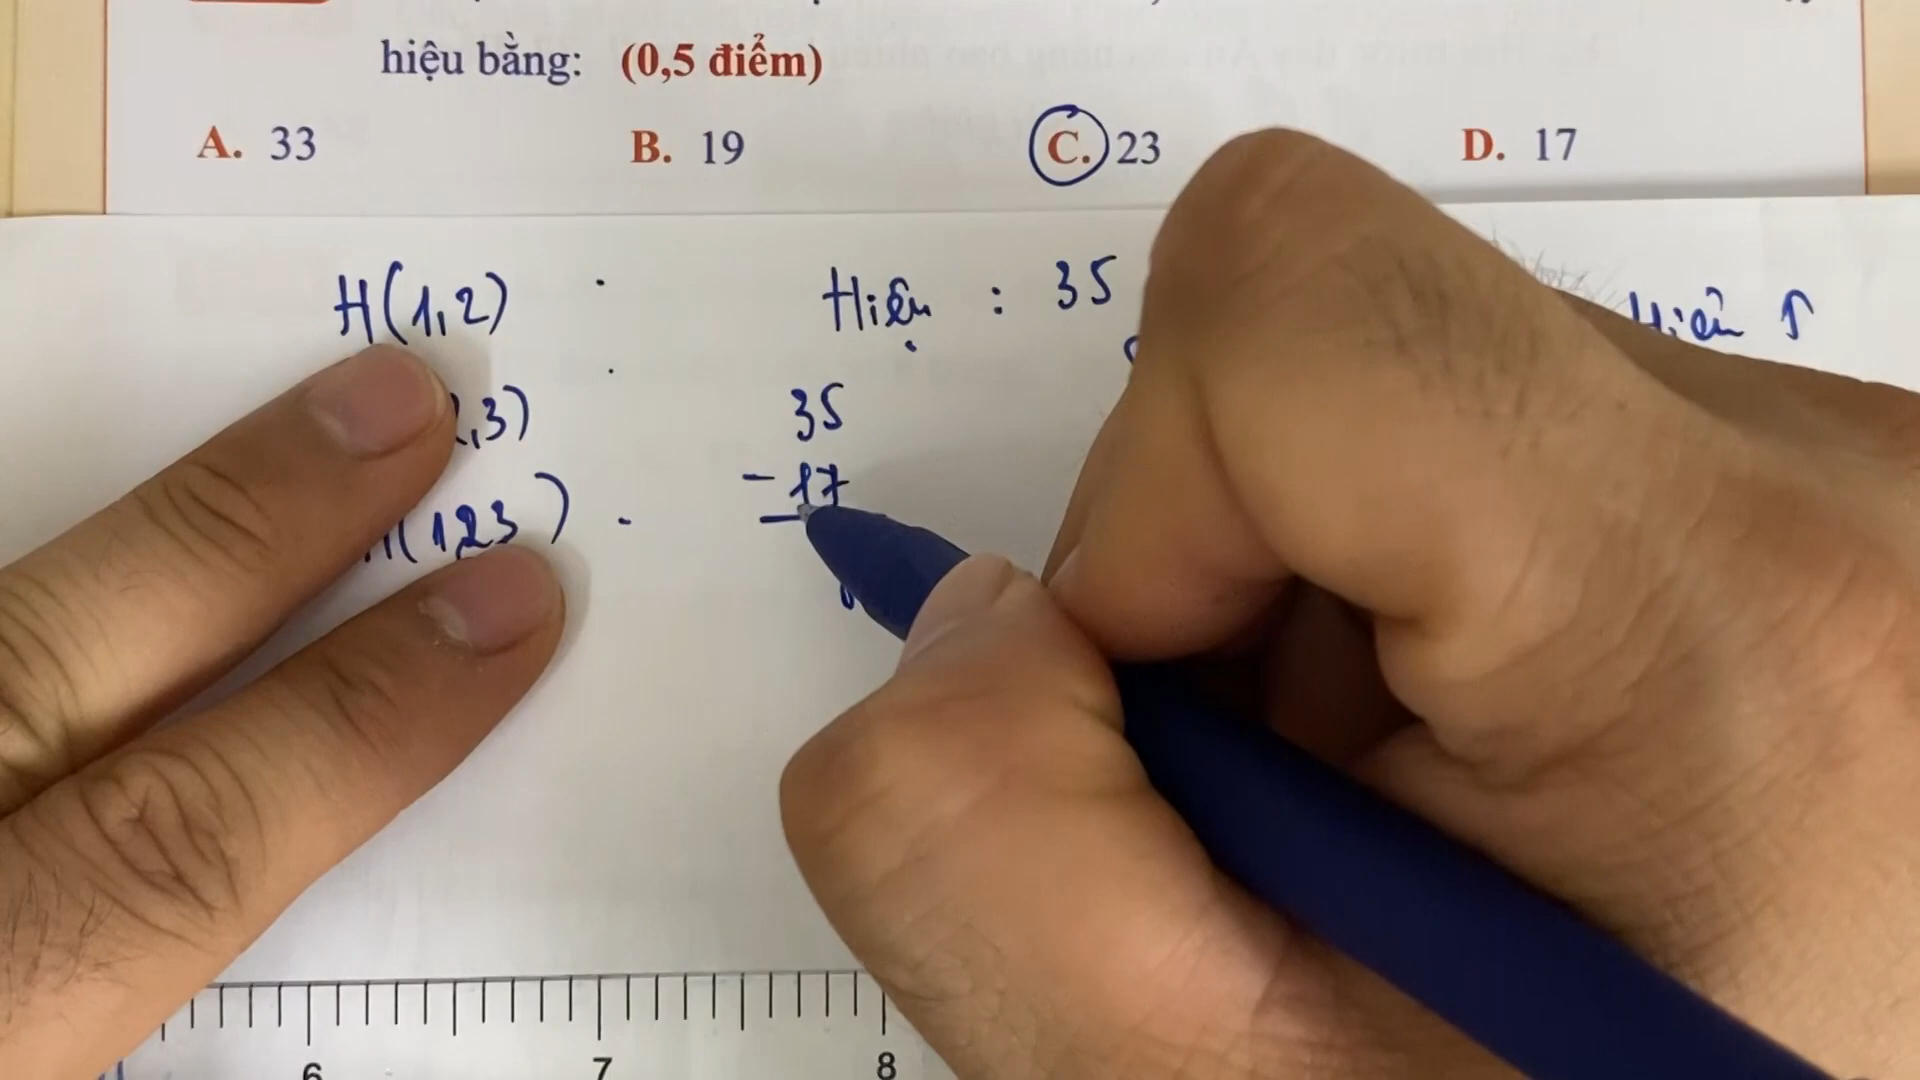 hiệu bằng: (0,5 điểm)
A. 33 B. 19 C. 23 D. 17
H(1,2) Hiệu : 35
,3) 35
(123) - 17
6 7 8